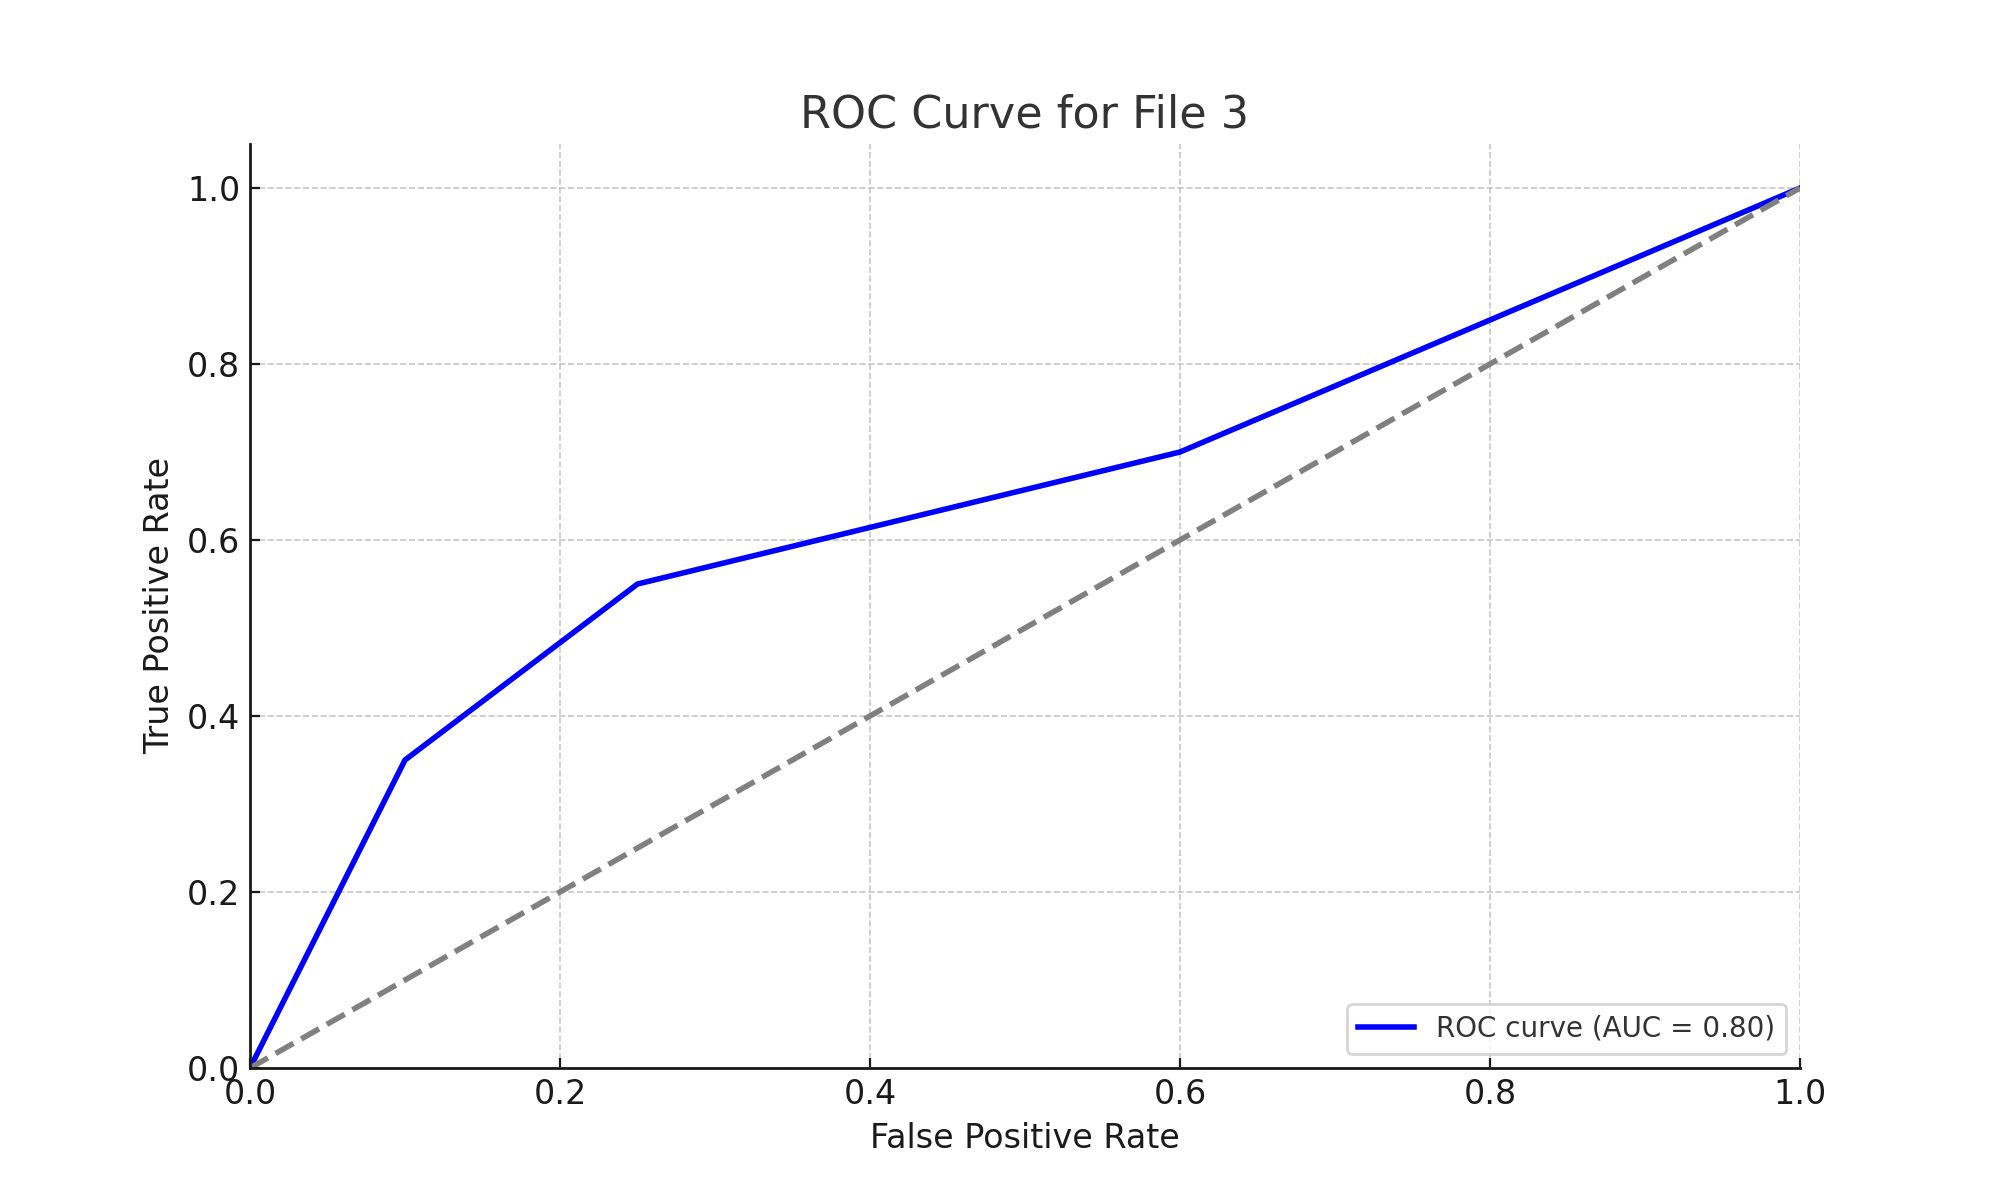 ROC Curve for File 3
1.0
0.8
0.6
0.4
0.2
0.0
True Positive Rate
ROC curve (AUC = 0.80)
0.0 0.2 0.4 0.6 0.8 1.0
False Positive Rate